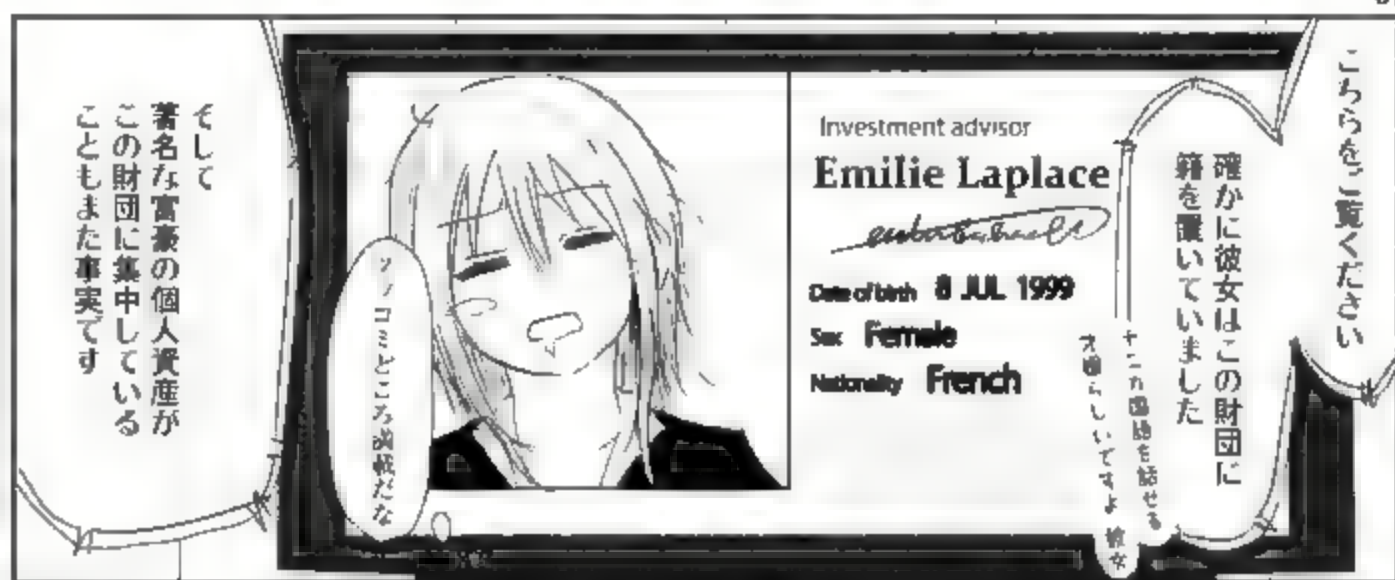 こちらをご覧ください
確かに彼女はこの財団に
籍を置いていました
十二カ国語を話せる
才媛らしいですよ 彼女
Investment advisor
Emilie Laplace
Date of birth 8 JUL 1999
Sex Female
Nationality French
ツッコミどころ満載だな
そして
著名な富豪の個人資産が
この財団に集中している
こともまた事実です